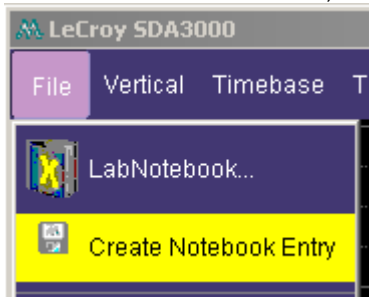 LeCroy SDA3000
File Vertical Timebase T
LabNotebook...
Create Notebook Entry